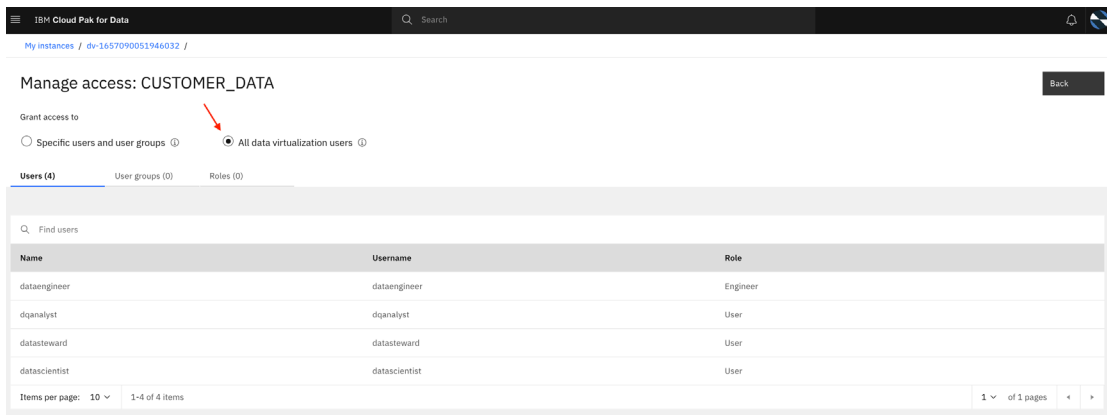 IBM Cloud Pak for Data Search
My instances / dv-1657090051946032 /
Manage access: CUSTOMER_DATA Back
Grant access to
Specific users and user groups All data virtualization users
Users (4) User groups (0) Roles (0)
Find users
Name Username Role
dataengineer dataengineer Engineer
dqanalyst dqanalyst User
datasteward datasteward User
datascientist datascientist User
Items per page: 10 1-4 of 4 items 1 of 1 pages